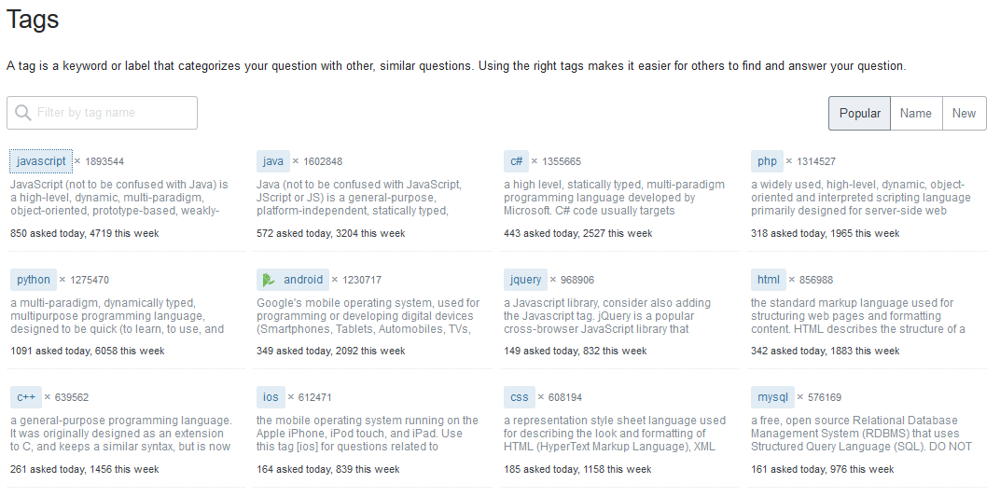 Tags
A tag is a keyword or label that categorizes your question with other, similar questions. Using the right tags makes it easier for others to find and answer your question.
Filter by tag name
Popular Name New
javascript × 1893544
JavaScript (not to be confused with Java) is
a high-level, dynamic, multi-paradigm,
object-oriented, prototype-based, weakly-
850 asked today, 4719 this week
java × 1602848
Java (not to be confused with JavaScript,
JScript or JS) is a general-purpose,
platform-independent, statically typed,
572 asked today, 3204 this week
c# × 1355665
a high level, statically typed, multi-paradigm
programming language developed by
Microsoft. C# code usually targets
443 asked today, 2527 this week
php × 1314527
a widely used, high-level, dynamic, object-
oriented and interpreted scripting language
primarily designed for server-side web
318 asked today, 1965 this week
python × 1275470
a multi-paradigm, dynamically typed,
multipurpose programming language,
designed to be quick (to learn, to use, and
1091 asked today, 6058 this week
android × 1230717
Google's mobile operating system, used for
programming or developing digital devices
(Smartphones, Tablets, Automobiles, TVs,
349 asked today, 2092 this week
jquery × 968906
a Javascript library, consider also adding
the Javascript tag. jQuery is a popular
cross-browser JavaScript library that
149 asked today, 832 this week
html × 856988
the standard markup language used for
structuring web pages and formatting
content. HTML describes the structure of a
342 asked today, 1883 this week
c++ × 639562
a general-purpose programming language.
It was originally designed as an extension
to C, and keeps a similar syntax, but is now
261 asked today, 1456 this week
ios × 612471
the mobile operating system running on the
Apple iPhone, iPod touch, and iPad. Use
this tag [ios] for questions related to
164 asked today, 839 this week
css × 608194
a representation style sheet language used
for describing the look and formatting of
HTML (HyperText Markup Language), XML
185 asked today, 1158 this week
mysql × 576169
a free, open source Relational Database
Management System (RDBMS) that uses
Structured Query Language (SQL). DO NOT
161 asked today, 976 this week